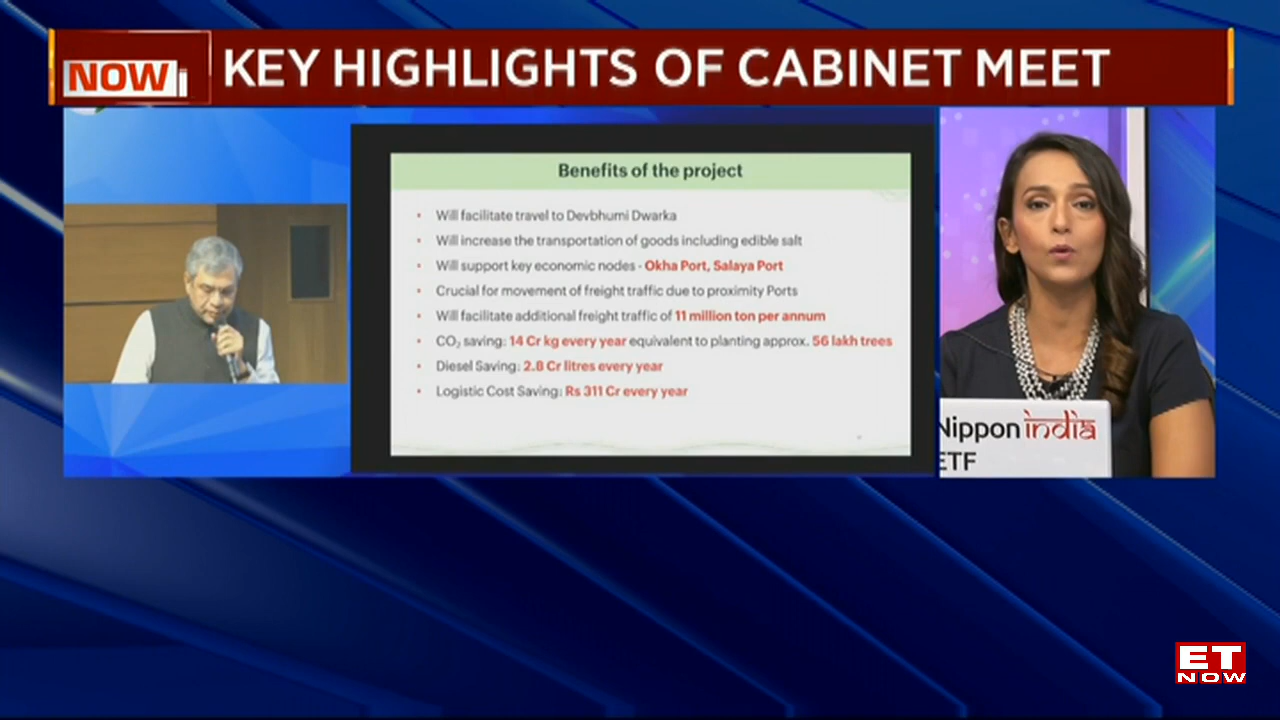 NOW
KEY HIGHLIGHTS OF CABINET MEET
Benefits of the project
• Will facilitate travel to Devbhumi Dwarka
• Will increase the transportation of goods including edible salt
• Will support key economic nodes - Okha Port, Salaya Port
• Crucial for movement of freight traffic due to proximity Ports
• Will facilitate additional freight traffic of 11 million ton per annum
• CO₂ saving: 14 Cr kg every year equivalent to planting approx. 56 lakh trees
• Diesel Saving: 2.8 Cr litres every year
• Logistic Cost Saving: Rs 311 Cr every year
Nippon india
ETF
ET
NOW